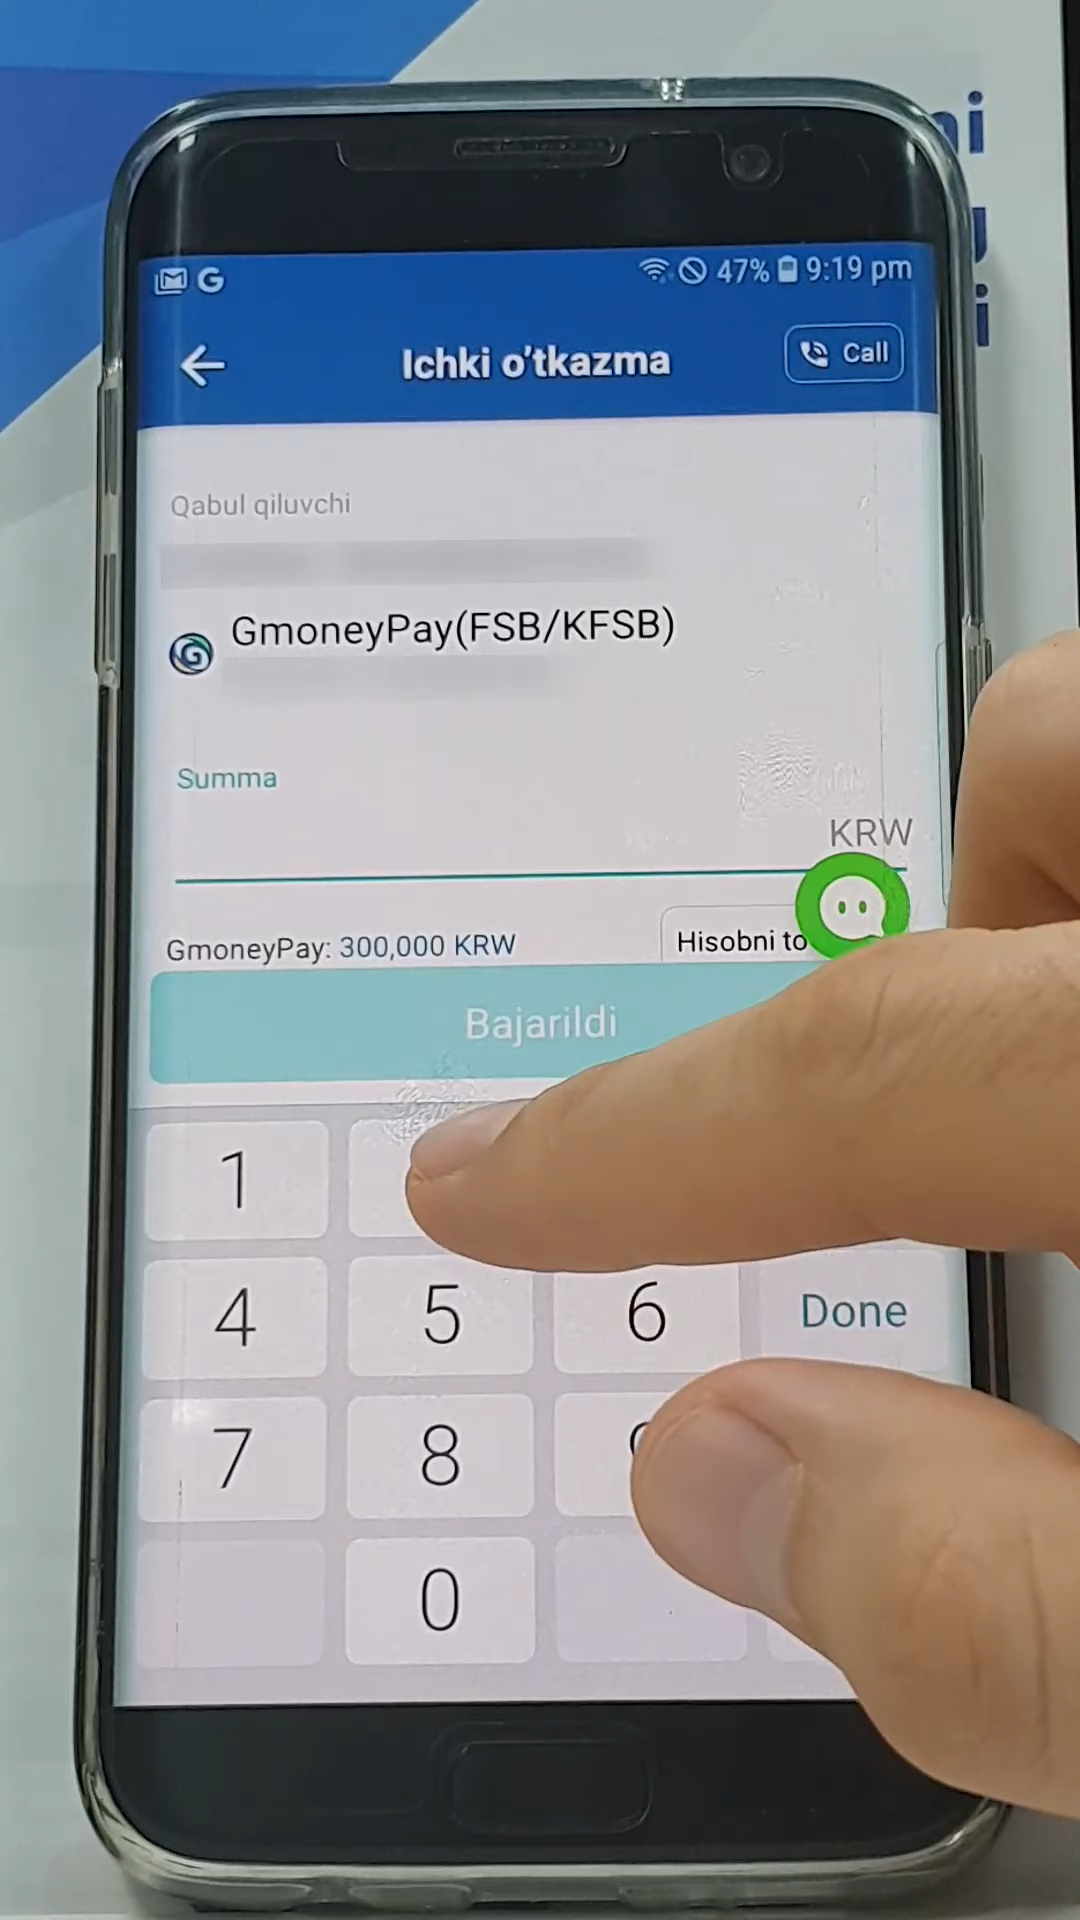 47% 9:19 pm
Ichki o'tkazma
Call
Qabul qiluvchi
GmoneyPay(FSB/KFSB)
Summa
KRW
GmoneyPay: 300,000 KRW
Hisobni to
Bajarildi
1
4 5 6 Done
7 8
0